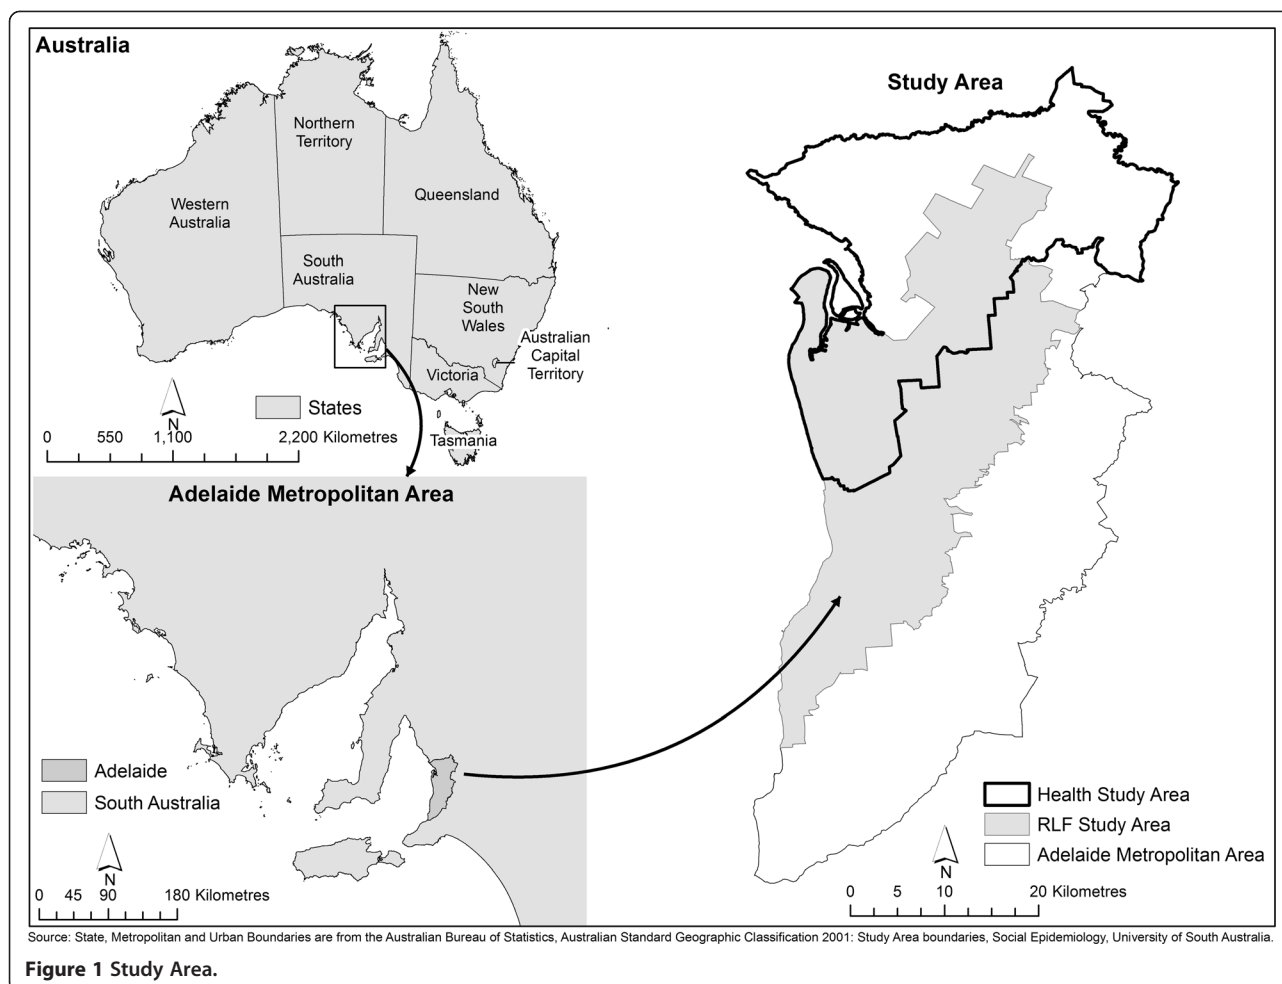 Australia
Northern
Territory
Western
Australia
Queensland
South
Australia
New
South
Wales
Australian
Capital
Territory
Victoria
Tasmania
States
N
0 550 1,100 2,200 Kilometres
Adelaide Metropolitan Area
Adelaide
South Australia
N
0 45 90 180 Kilometres
Study Area
Health Study Area
RLF Study Area
Adelaide Metropolitan Area
N
0 5 10 20 Kilometres
Source: State, Metropolitan and Urban Boundaries are from the Australian Bureau of Statistics, Australian Standard Geographic Classification 2001: Study Area boundaries, Social Epidemiology, University of South Australia.
Figure 1 Study Area.